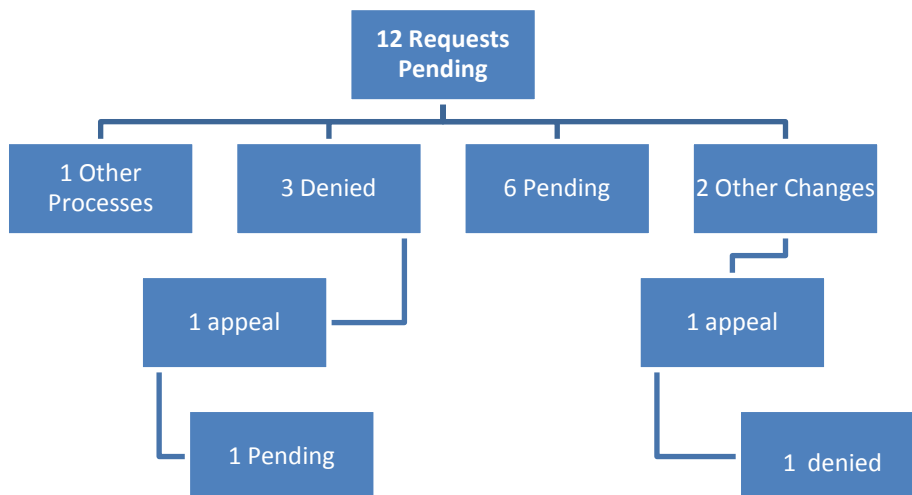 12 Requests
Pending
1 Other
Processes
3 Denied
6 Pending
2 Other Changes
1 appeal
1 appeal
1 Pending
1 denied